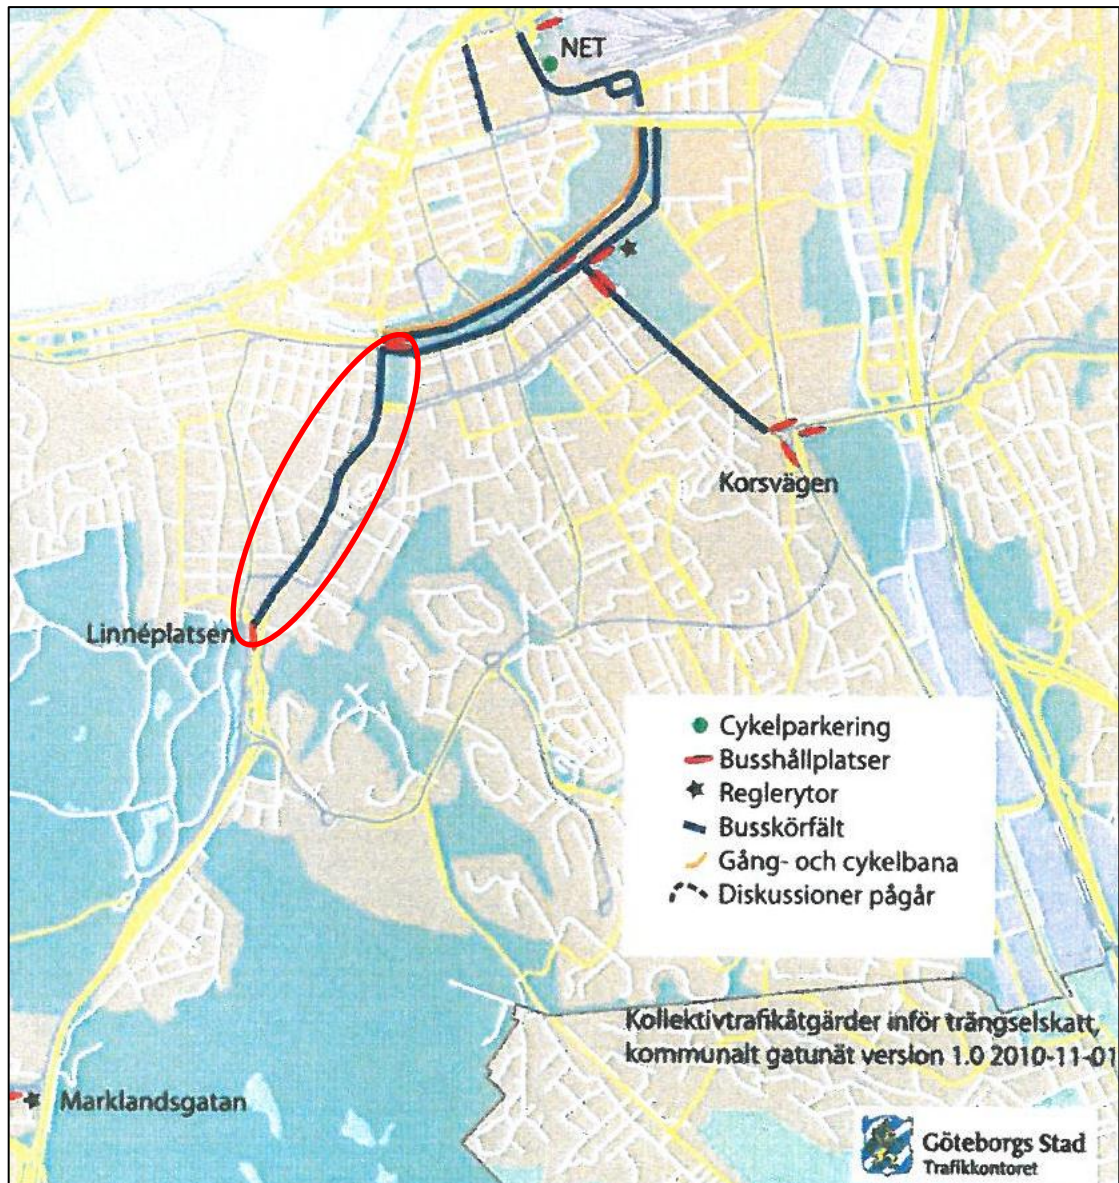 NET
Korsvägen
Linnéplatsen
Cykelparkering
Busshållplatser
Reglerytor
Busskörfält
Gång- och cykelbana
Diskussioner pågår
Kollektivtrafikåtgärder inför trängselskatt,
kommunalt gatunät version 1.0 2010-11-01
Marklandsgatan
Göteborgs Stad
Trafikkontoret